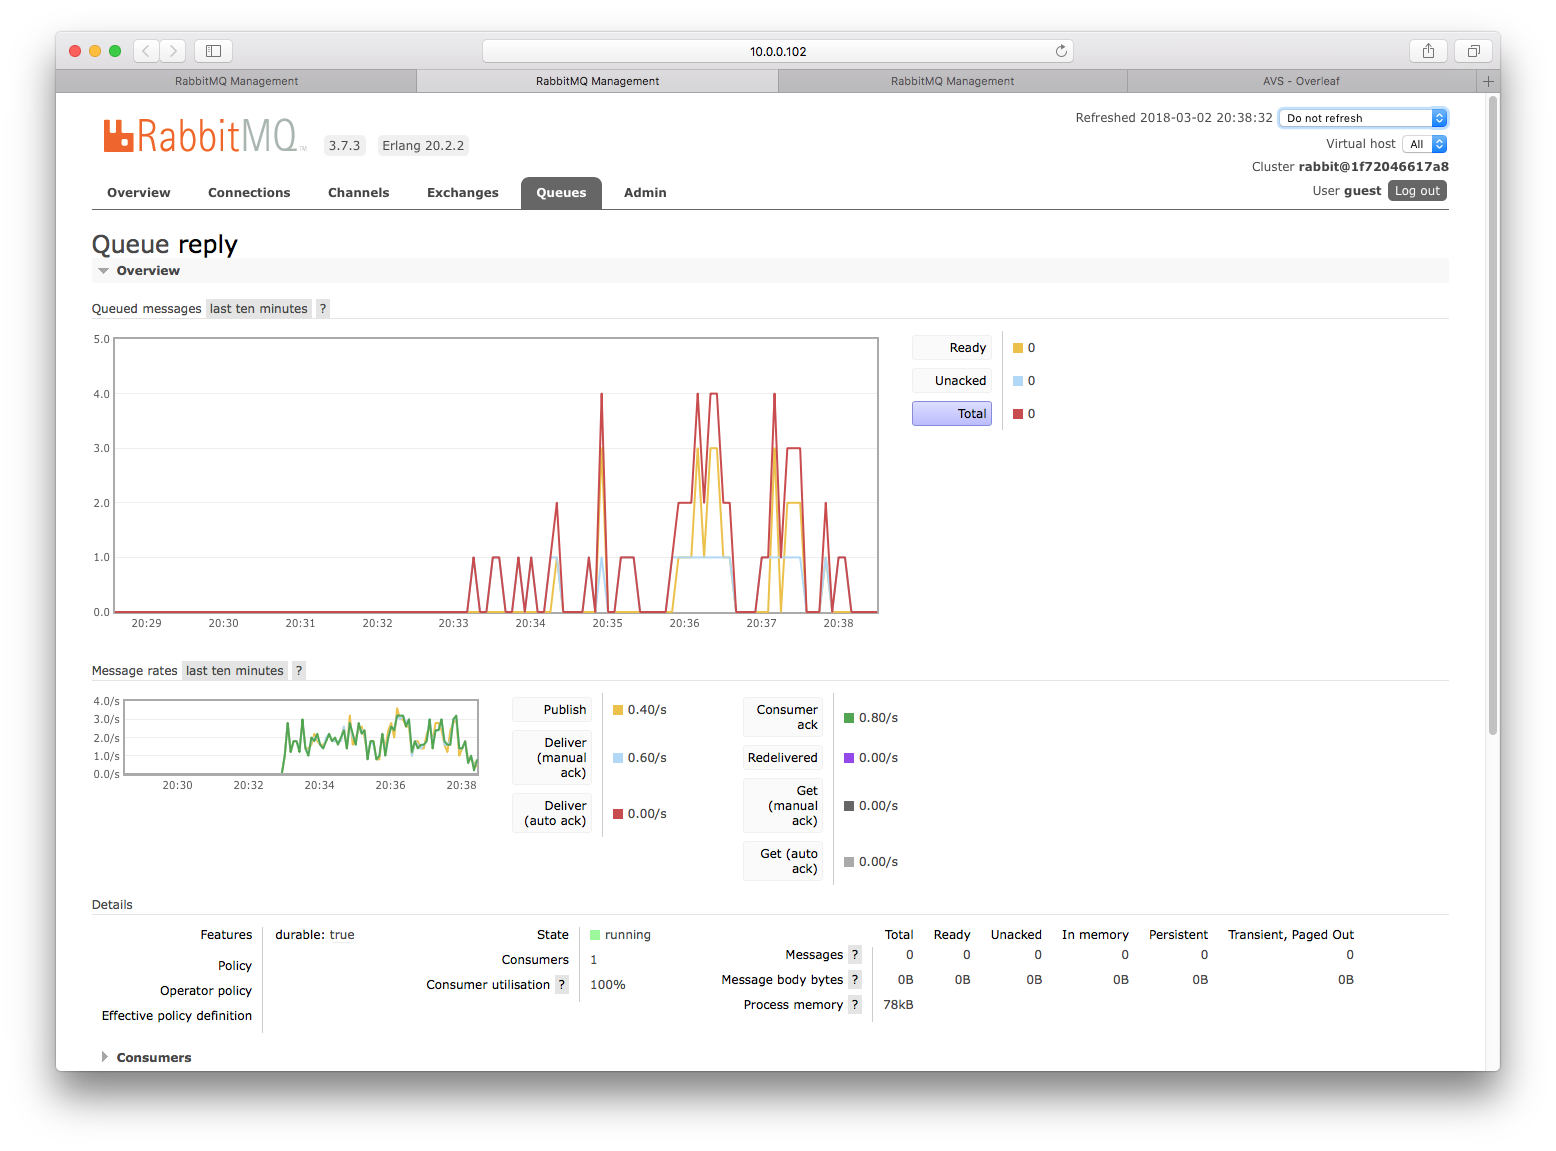 10.0.0.102
RabbitMQ Management
RabbitMQ Management
RabbitMQ Management
AVS - Overleaf
RabbitMQ TM
3.7.3
Erlang 20.2.2
Refreshed 2018-03-02 20:38:32
Do not refresh
Virtual host
All
Cluster rabbit@1f72046617a8
User guest
Log out
Overview
Connections
Channels
Exchanges
Queues
Admin
Queue reply
Overview
Queued messages last ten minutes ?
5.0
4.0
3.0
2.0
1.0
0.0
20:29
20:30
20:31
20:32
20:33
20:34
20:35
20:36
20:37
20:38
Ready
0
Unacked
0
Total
0
Message rates last ten minutes ?
4.0/s
3.0/s
2.0/s
1.0/s
0.0/s
20:30
20:32
20:34
20:36
20:38
Publish
0.40/s
Deliver
(manual
ack)
0.60/s
Deliver
(auto ack)
0.00/s
Consumer
ack
0.80/s
Redelivered
0.00/s
Get
(manual
ack)
0.00/s
Get (auto
ack)
0.00/s
Details
Features
durable: true
Policy
Operator policy
Effective policy definition
State
running
Consumers
1
Consumer utilisation ?
100%
Total Ready Unacked In memory Persistent Transient, Paged Out
Messages ? 0 0 0 0 0 0
Message body bytes ? 0B 0B 0B 0B 0B 0B
Process memory ? 78kB
Consumers